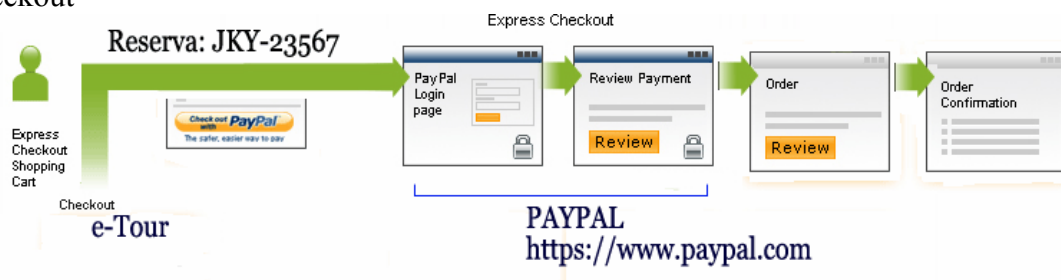 eckout
Express Checkout
Reserva: JKY-23567
Check out
with PayPal
The safer, easier way to pay
Express
Checkout
Shopping
Cart
Checkout
e-Tour
PayPal
Login
page
Review Payment
Review
Order
Review
Order
Confirmation
PAYPAL
https://www.paypal.com